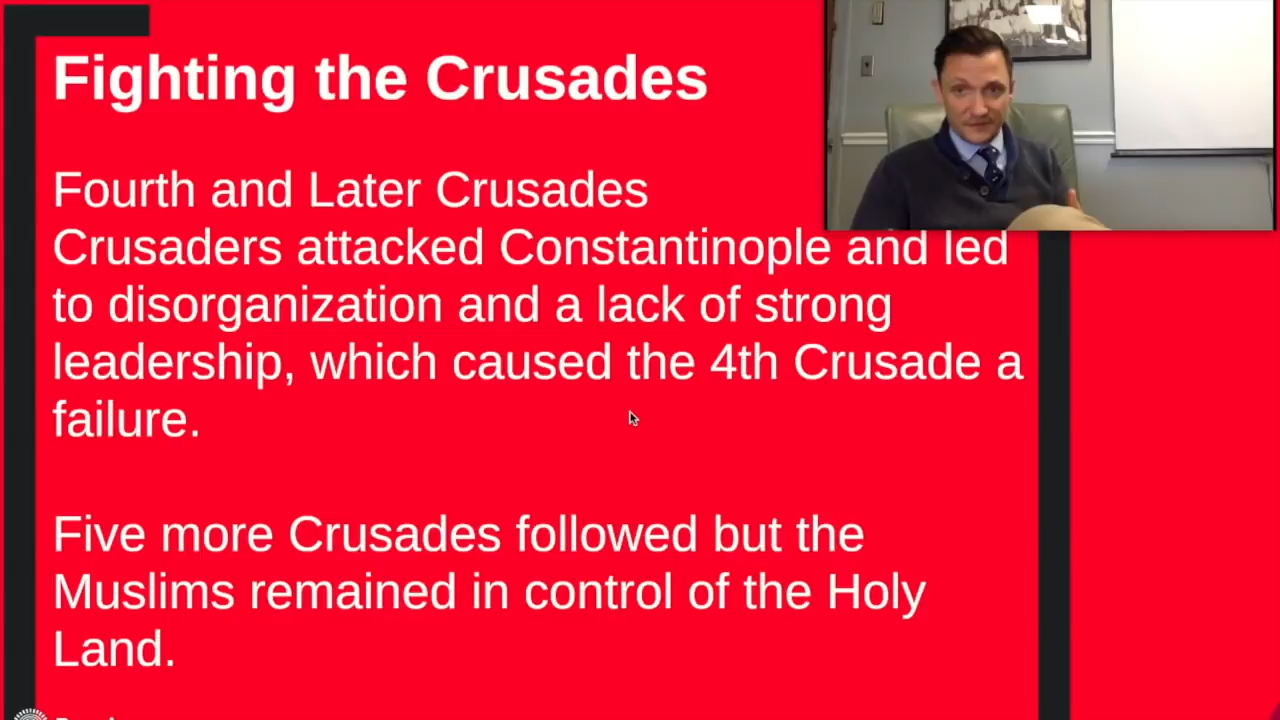 Fighting the Crusades
Fourth and Later Crusades
Crusaders attacked Constantinople and led
to disorganization and a lack of strong
leadership, which caused the 4th Crusade a
failure.
Five more Crusades followed but the
Muslims remained in control of the Holy
Land.